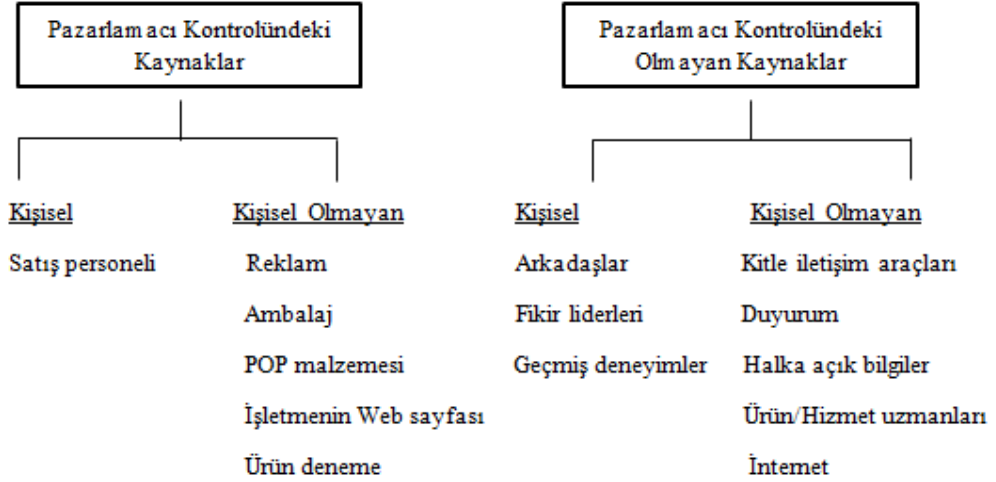 Pazarlamacı Kontrolündeki
Kaynaklar
Pazarlamacı Kontrolündeki
Olmayan Kaynaklar
Kişisel
Satış personeli
Kişisel Olmayan
Reklam
Ambalaj
POP malzemesi
İşletmenin Web sayfası
Ürün deneme
Kişisel
Arkadaşlar
Fikir liderleri
Geçmiş deneyimler
Kişisel Olmayan
Kitle iletişim araçları
Duyurum
Halka açık bilgiler
Ürün/Hizmet uzmanları
İnternet